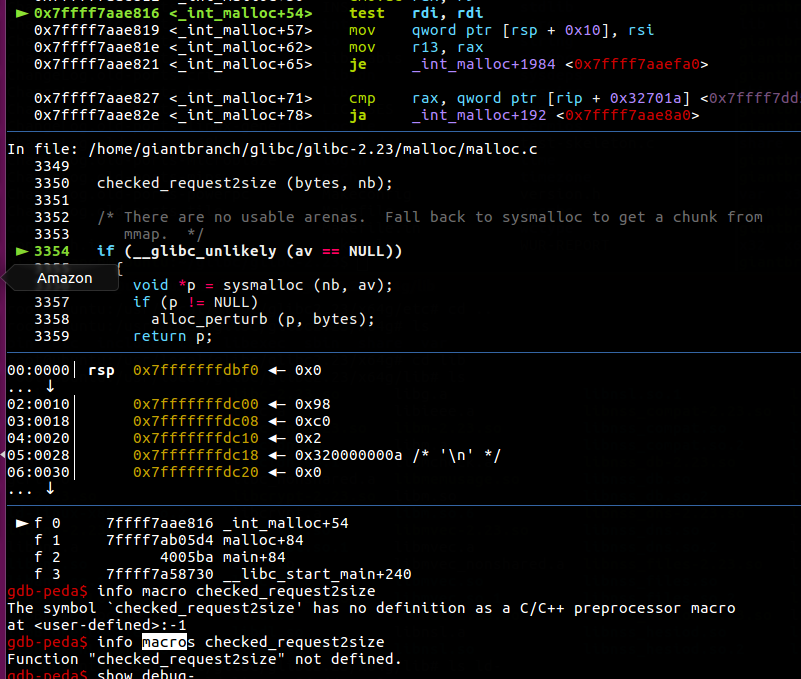 ► 0x7ffff7aae816 <_int_malloc+54>    test   rdi, rdi
0x7ffff7aae819 <_int_malloc+57>    mov    qword ptr [rsp + 0x10], rsi
0x7ffff7aae81e <_int_malloc+62>    mov    r13, rax
0x7ffff7aae821 <_int_malloc+65>    je     _int_malloc+1984 <0x7ffff7aaefa0>
0x7ffff7aae827 <_int_malloc+71>    cmp    rax, qword ptr [rip + 0x32701a] <0x7ffff7dd
0x7ffff7aae82e <_int_malloc+78>    ja     _int_malloc+192 <0x7ffff7aae8a0>
In file: /home/giantbranch/glibc/glibc-2.23/malloc/malloc.c
3349
3350   checked_request2size (bytes, nb);
3351
3352   /* There are no usable arenas.  Fall back to sysmalloc to get a chunk from
3353      mmap.  */
► 3354   if (__glibc_unlikely (av == NULL))
{
Amazon
void *p = sysmalloc (nb, av);
3357       if (p != NULL)
3358         alloc_perturb (p, bytes);
3359       return p;
00:0000│ rsp  0x7fffffffdbf0 ◄— 0x0
... ↓
02:0010│      0x7fffffffdc00 ◄— 0x98
03:0018│      0x7fffffffdc08 ◄— 0xc0
04:0020│      0x7fffffffdc10 ◄— 0x2
05:0028│      0x7fffffffdc18 ◄— 0x320000000a /* '\n' */
06:0030│      0x7fffffffdc20 ◄— 0x0
... ↓
► f 0     7ffff7aae816 _int_malloc+54
f 1     7ffff7ab05d4 malloc+84
f 2           4005ba main+84
f 3     7ffff7a58730 __libc_start_main+240
gdb-peda$ info macro checked_request2size
The symbol `checked_request2size' has no definition as a C/C++ preprocessor macro
at <user-defined>:-1
gdb-peda$ info macros checked_request2size
Function "checked_request2size" not defined.
gdb-peda$ show debug-